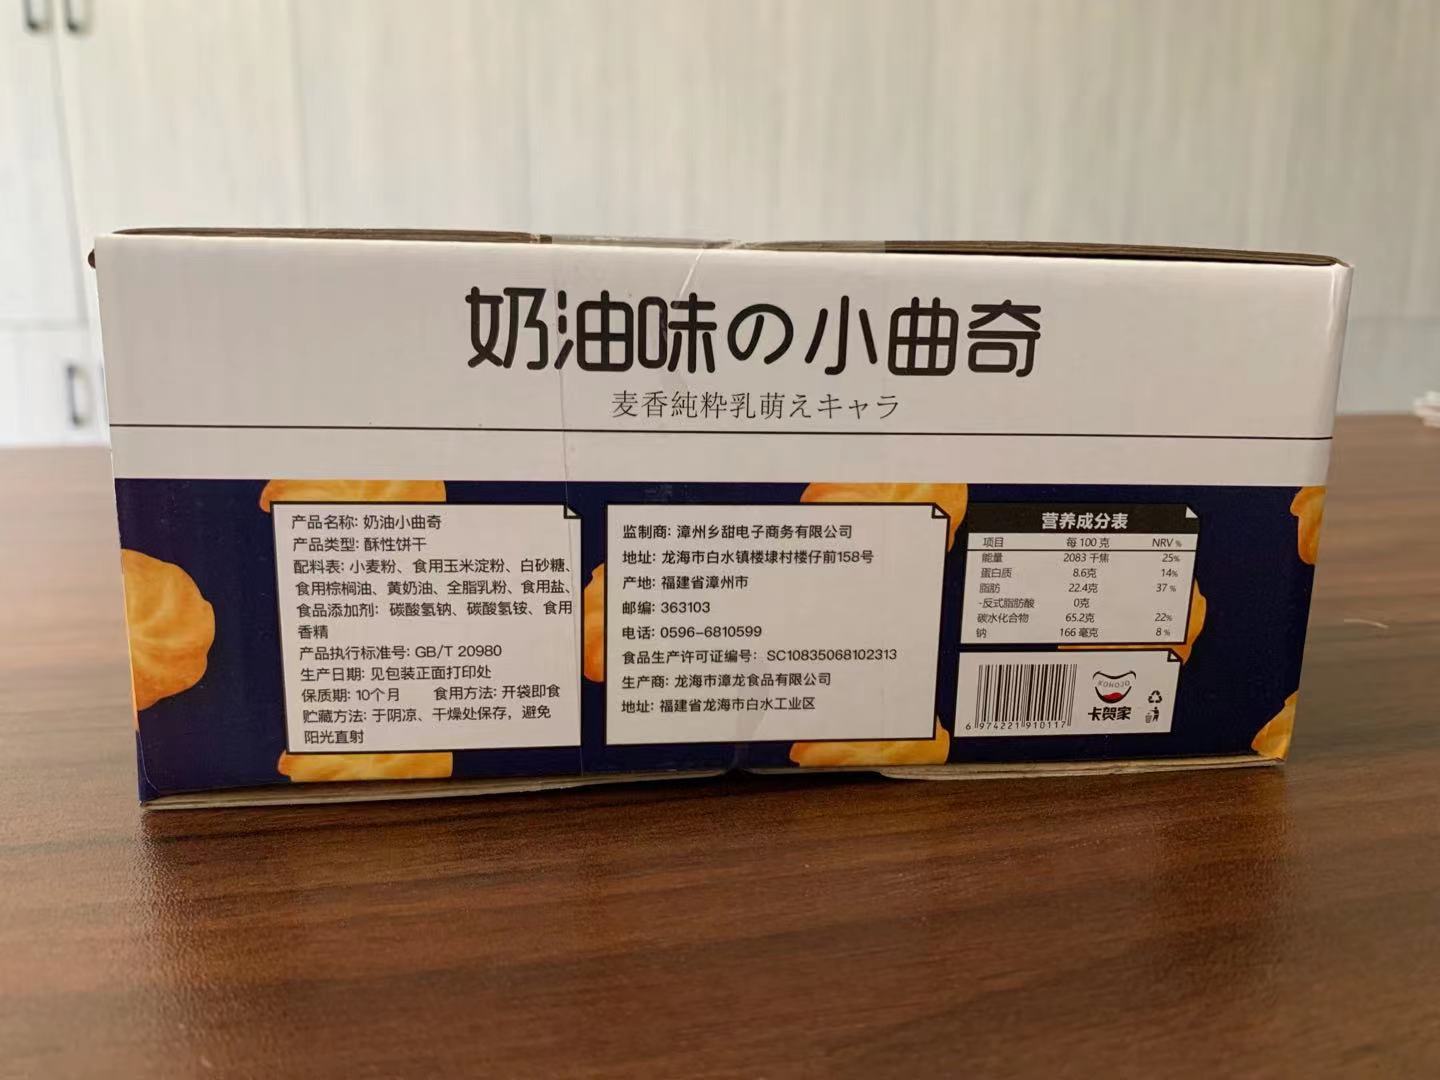 奶油味の小曲奇
麦香純粋乳萌えキャラ
产品名称: 奶油小曲奇
产品类型: 酥性饼干
配料表: 小麦粉、食用玉米淀粉、白砂糖、
食用棕榈油、黄奶油、全脂乳粉、食用盐、
食品添加剂: 碳酸氢钠、碳酸氢铵、食用
香精
产品执行标准号: GB/T 20980
生产日期: 见包装正面打印处
保质期: 10个月 食用方法: 开袋即食
贮藏方法: 于阴凉、干燥处保存，避免
阳光直射
监制商: 漳州乡甜电子商务有限公司
地址: 龙海市白水镇楼埭村楼仔前158号
产地: 福建省漳州市
邮编: 363103
电话: 0596-6810599
食品生产许可证编号: SC10835068102313
生产商: 龙海市漳龙食品有限公司
地址: 福建省龙海市白水工业区
营养成分表
项目 每 100 克 NRV %
能量 2083 千焦 25%
蛋白质 8.6克 14%
脂肪 22.4克 37 %
-反式脂肪酸 0克
碳水化合物 65.2克 22%
钠 166 毫克 8 %
6 974221 910117
KOHOJO
卡贺家